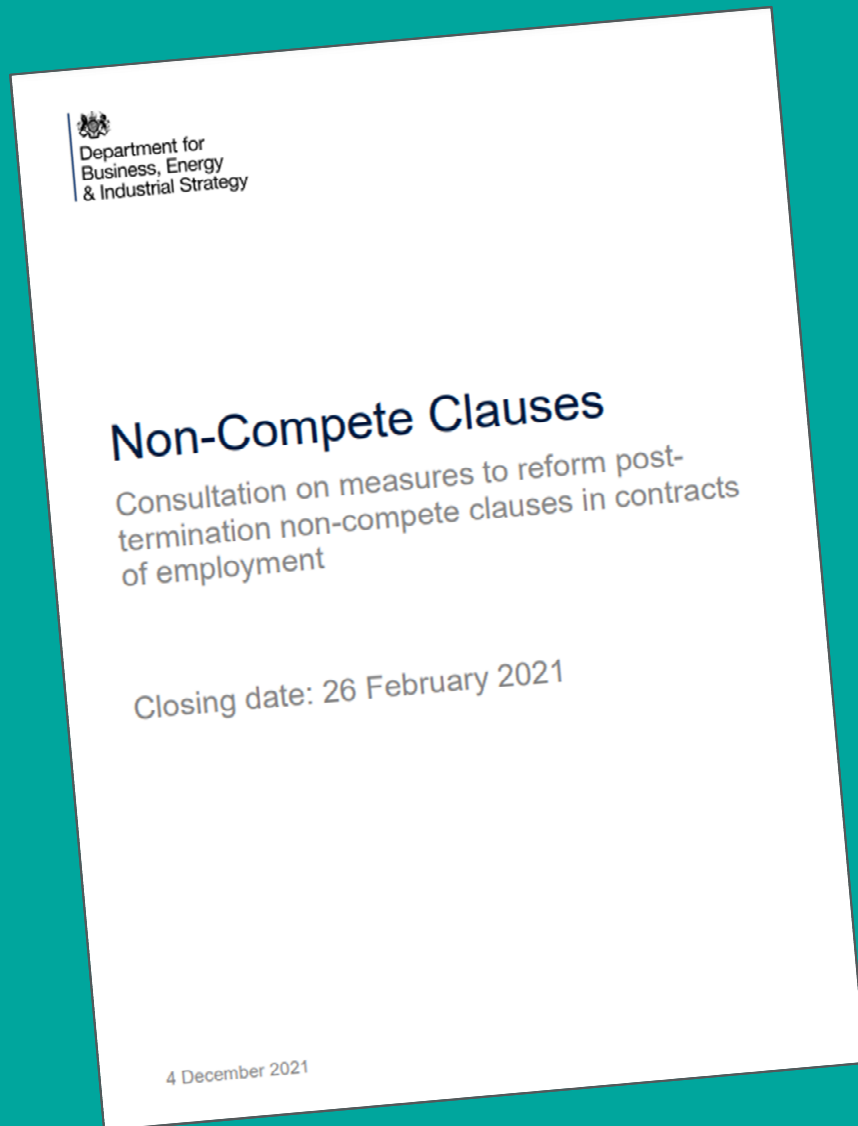 Department for
Business, Energy
& Industrial Strategy
Non-Compete Clauses
Consultation on measures to reform post-
termination non-compete clauses in contracts
of employment
Closing date: 26 February 2021
4 December 2021